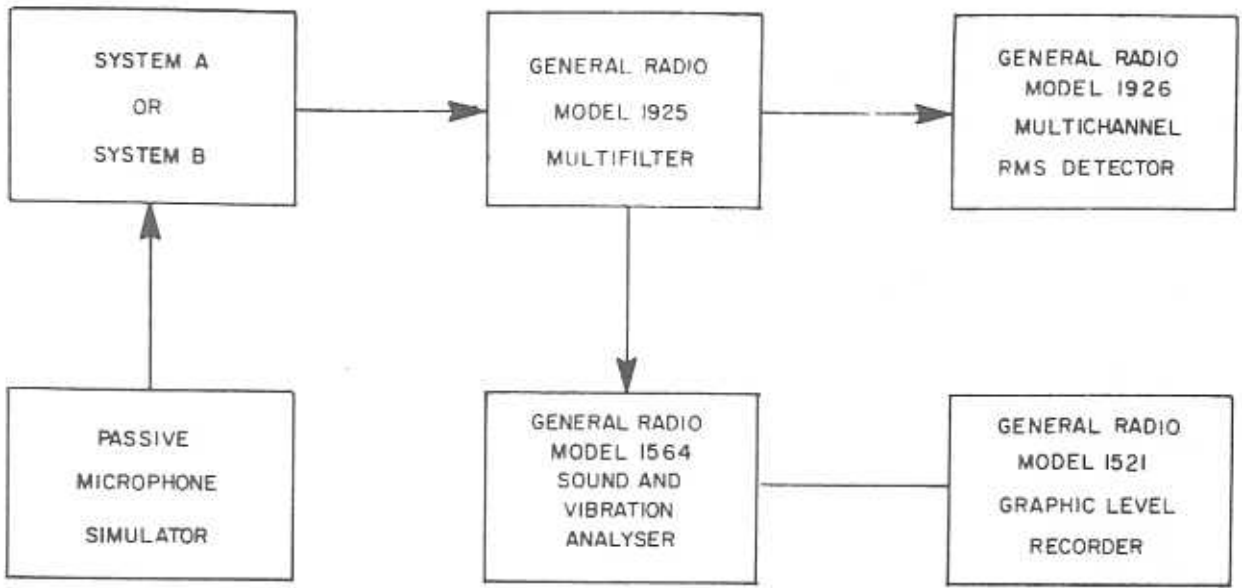 SYSTEM A
OR
SYSTEM B
GENERAL RADIO
MODEL 1925
MULTIFILTER
GENERAL RADIO
MODEL 1926
MULTICHANNEL
RMS DETECTOR
PASSIVE
MICROPHONE
SIMULATOR
GENERAL RADIO
MODEL 1564
SOUND AND
VIBRATION
ANALYSER
GENERAL RADIO
MODEL 1521
GRAPHIC LEVEL
RECORDER